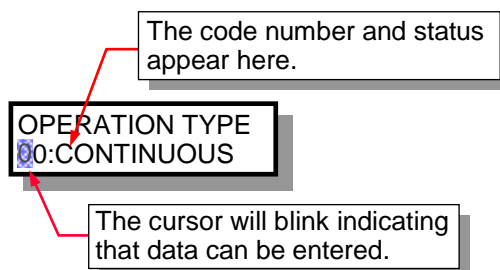 The code number and status
appear here.
OPERATION TYPE
00:CONTINUOUS
The cursor will blink indicating
that data can be entered.